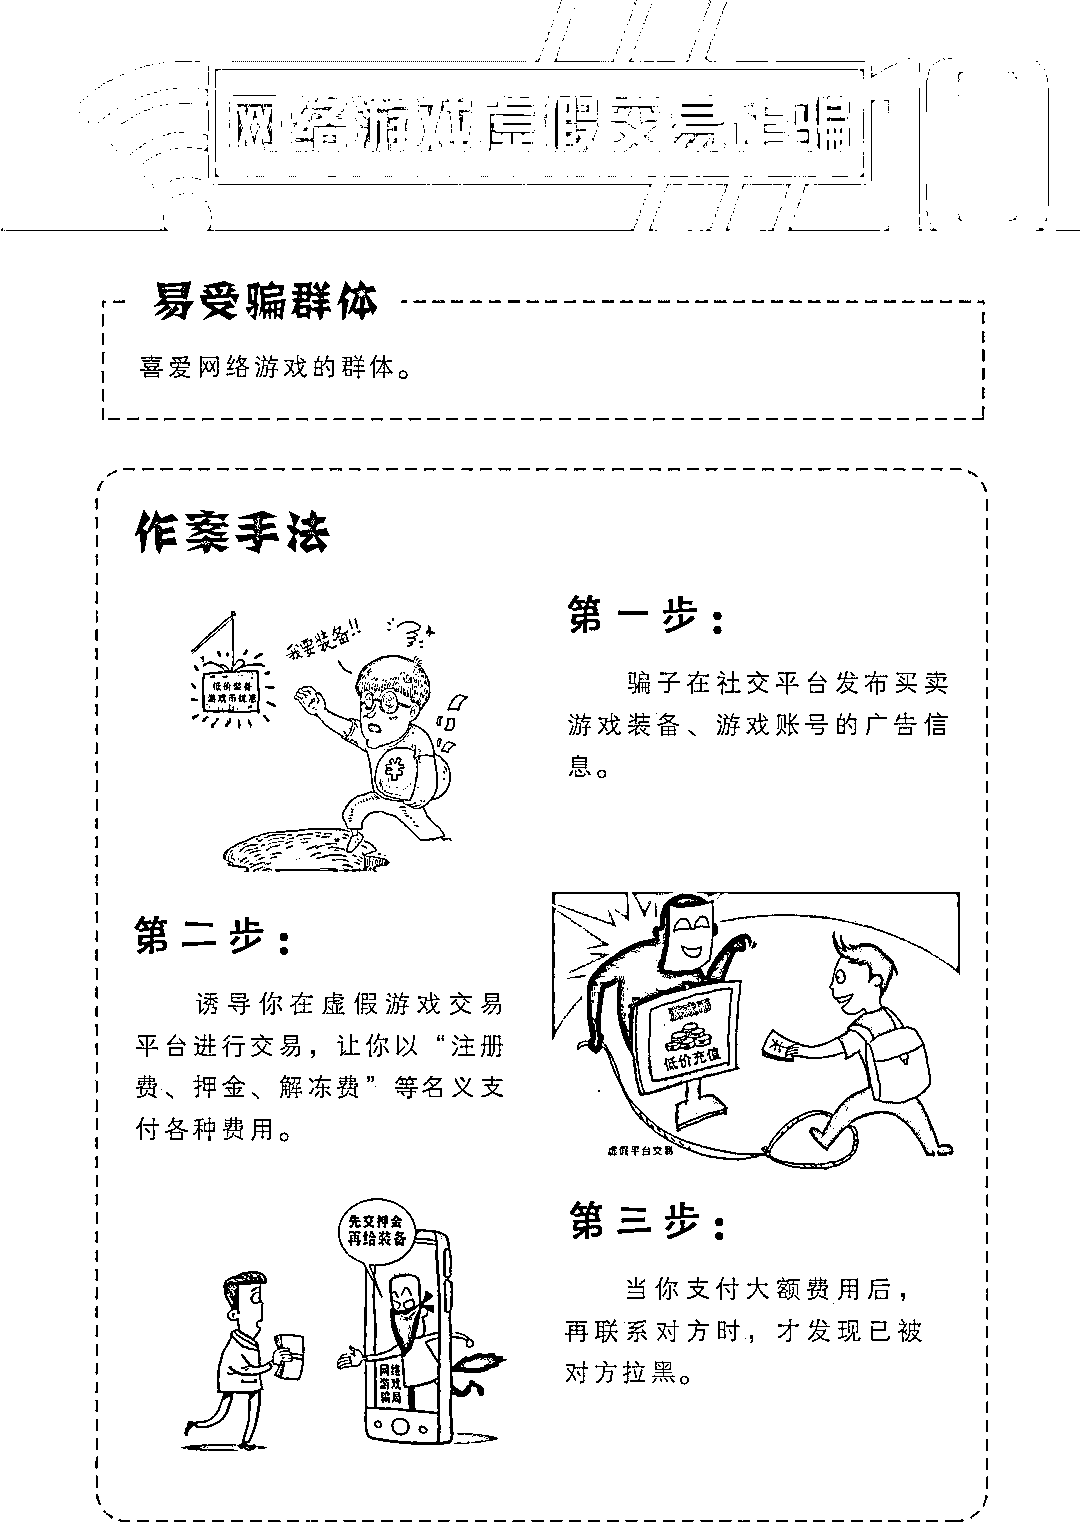 网络游戏虚假交易诈骗
10
易受骗群体
喜爱网络游戏的群体。
作案手法
第一步：
我要装备!!
低价装备
游戏币优惠
¥
骗子在社交平台发布买卖
游戏装备、游戏账号的广告信
息。
第二步：
诱导你在虚假游戏交易
平台进行交易，让你以“注册
费、押金、解冻费”等名义支
付各种费用。
低价充值
虚假平台交易
第三步：
当你支付大额费用后，
再联系对方时，才发现已被
对方拉黑。
先交押金
再给装备
网络
游戏
骗局